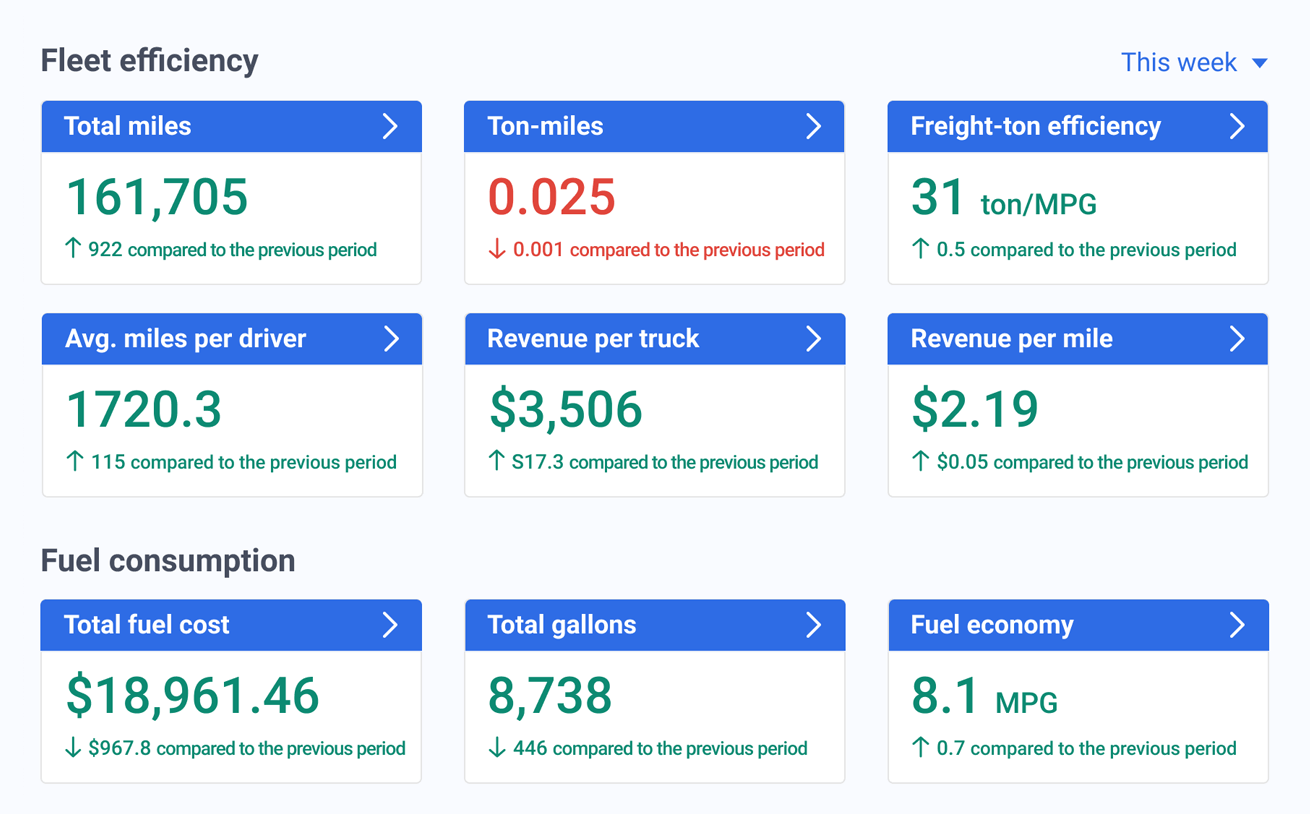 Fleet efficiency
This week
Total miles
161,705
↑ 922 compared to the previous period
Ton-miles
0.025
↓ 0.001 compared to the previous period
Freight-ton efficiency
31 ton/MPG
↑ 0.5 compared to the previous period
Avg. miles per driver
1720.3
↑ 115 compared to the previous period
Revenue per truck
$3,506
↑ S17.3 compared to the previous period
Revenue per mile
$2.19
↑ $0.05 compared to the previous period
Fuel consumption
Total fuel cost
$18,961.46
↓ $967.8 compared to the previous period
Total gallons
8,738
↓ 446 compared to the previous period
Fuel economy
8.1 MPG
↑ 0.7 compared to the previous period